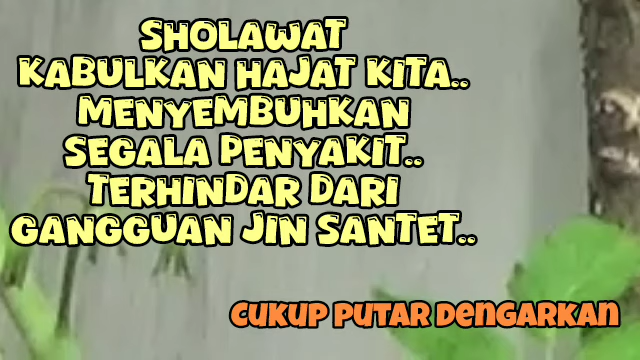 SHOLAWAT
KABULKAN HAJAT KITA..
MENYEMBUHKAN
SEGALA PENYAKIT..
TERHINDAR DARI
GANGGUAN JIN SANTET..
CUKUP PUTAR DENGARKAN